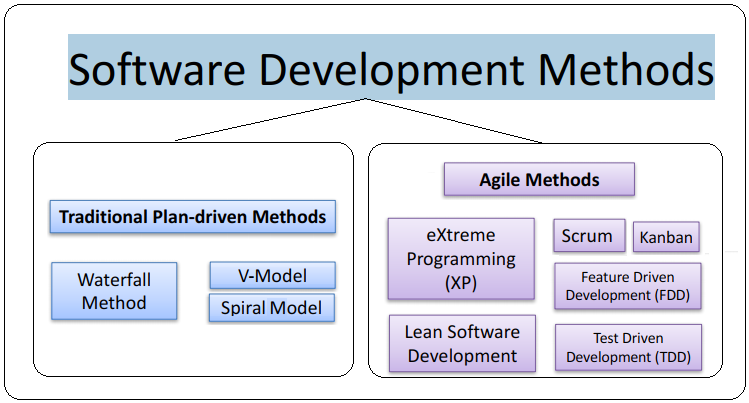 Software Development Methods
Traditional Plan-driven Methods
Waterfall
Method
V-Model
Spiral Model
Agile Methods
eXtreme
Programming
(XP)
Scrum
Kanban
Feature Driven
Development (FDD)
Lean Software
Development
Test Driven
Development (TDD)